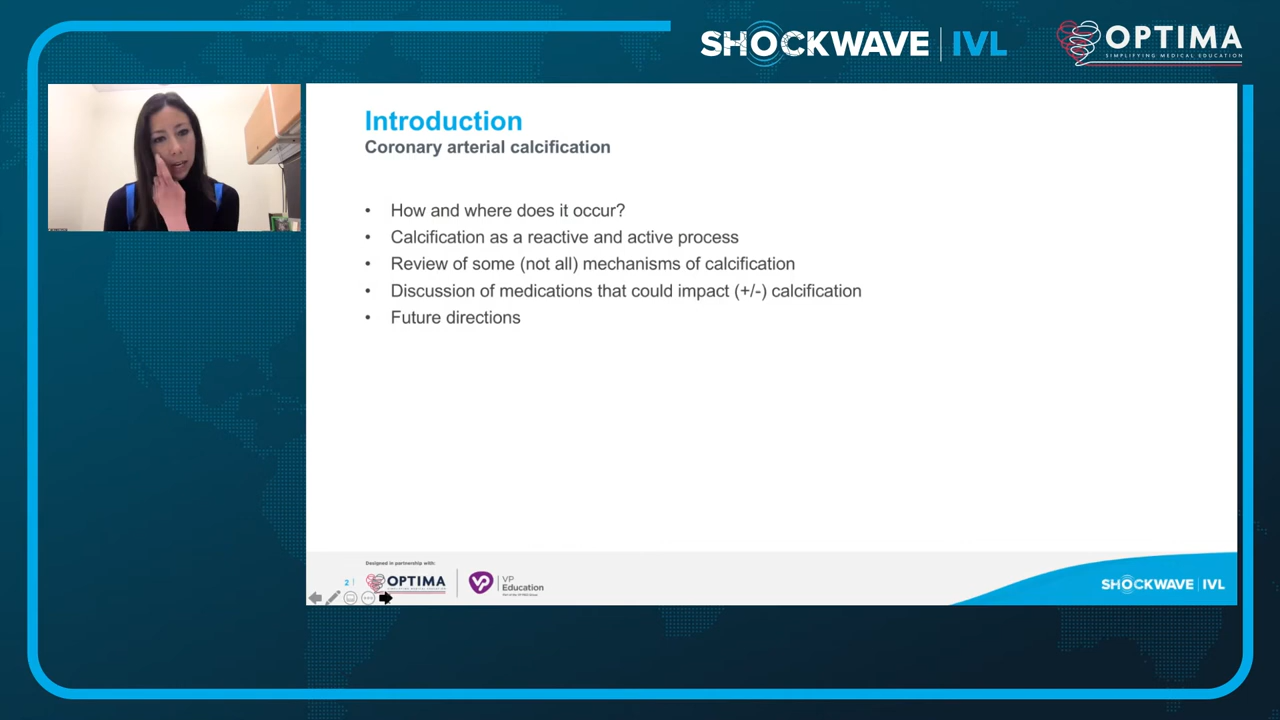 SHOCKWAVE | IVL
OPTIMA
SIMPLIFYING MEDICAL EDUCATION
Introduction
Coronary arterial calcification
• How and where does it occur?
• Calcification as a reactive and active process
• Review of some (not all) mechanisms of calcification
• Discussion of medications that could impact (+/-) calcification
• Future directions
Designed in partnership with:
2 |
OPTIMA
VP
VP
Education
SHOCKWAVE | IVL